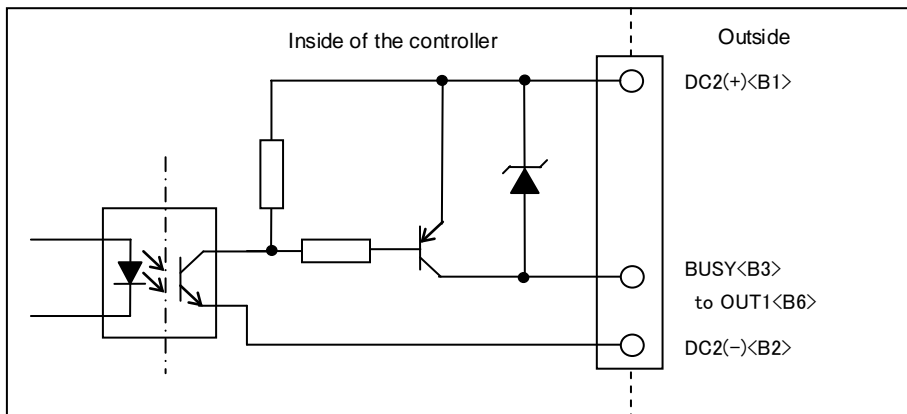 Inside of the controller
Outside
DC2(+)<B1>
BUSY<B3>
to OUT1<B6>
DC2(-)<B2>